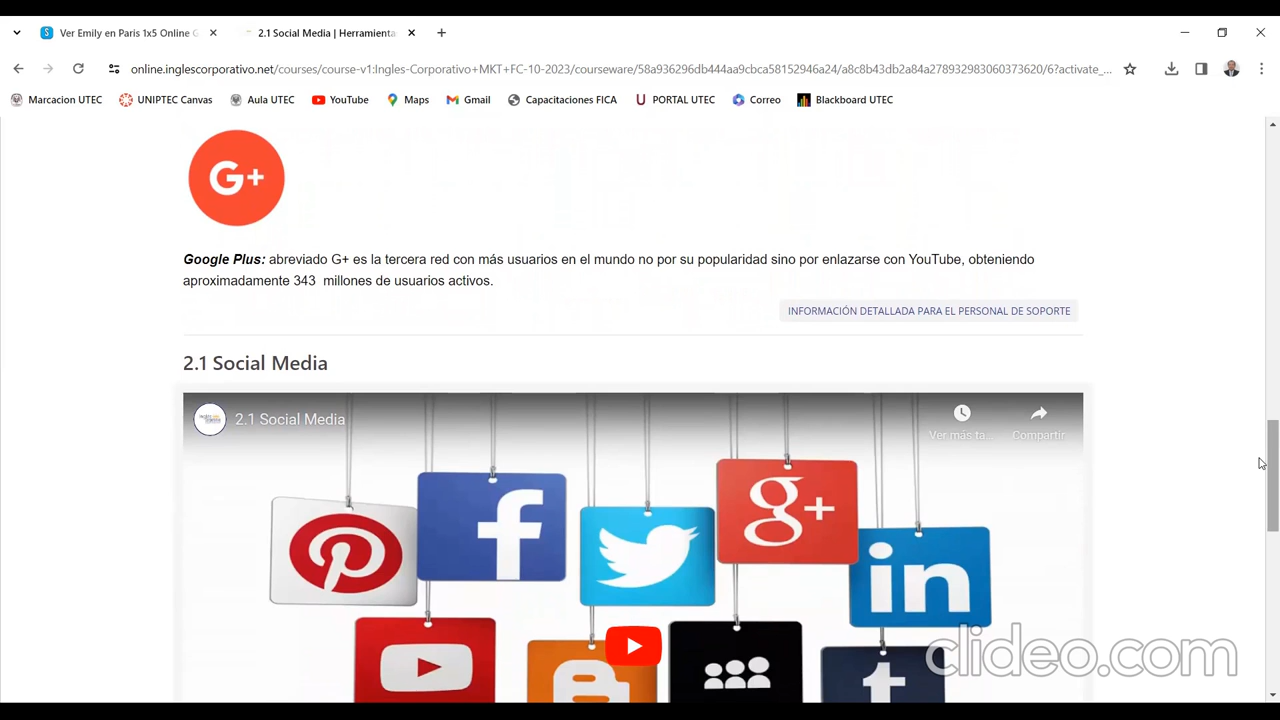 Ver Emily en Paris 1x5 Online G
2.1 Social Media | Herramienta
online.inglescorporativo.net/courses/course-v1:Ingles-Corporativo+MKT+FC-10-2023/courseware/58a936296db444aa9cbca58152946a24/a8c8b43db2a84a278932983060373620/6?activate_...
Marcacion UTEC
UNIPTEC Canvas
Aula UTEC
YouTube
Maps
Gmail
Capacitaciones FICA
PORTAL UTEC
Correo
Blackboard UTEC
G+
Google Plus: abreviado G+ es la tercera red con más usuarios en el mundo no por su popularidad sino por enlazarse con YouTube, obteniendo
aproximadamente 343 millones de usuarios activos.
INFORMACIÓN DETALLADA PARA EL PERSONAL DE SOPORTE
2.1 Social Media
2.1 Social Media
Ver más ta...
Compartir
f
g+
in
t
clideo.com